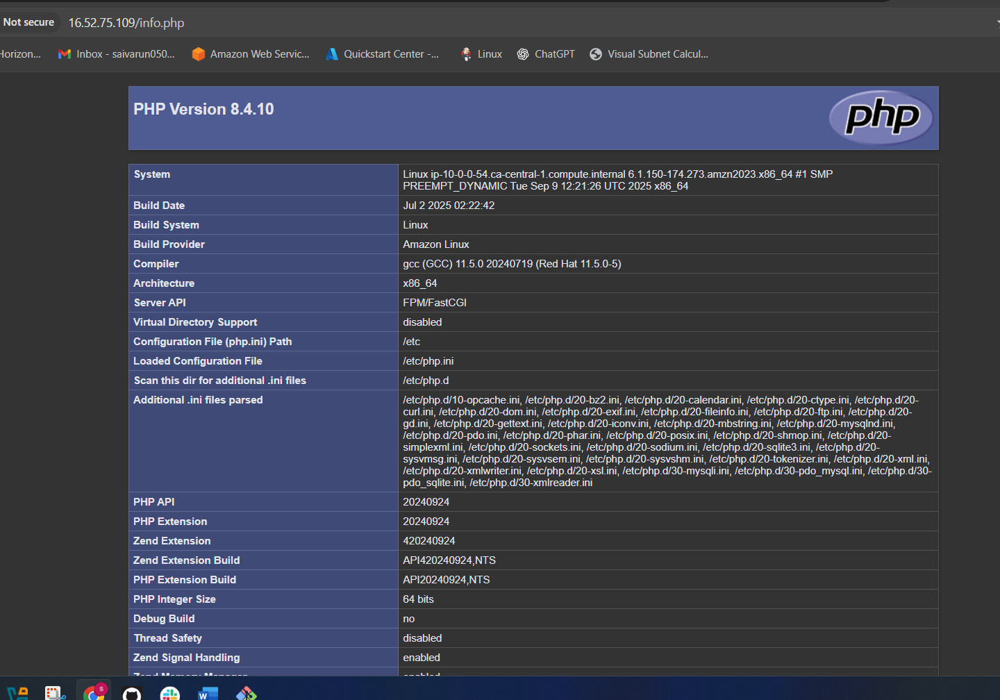 Not secure 16.52.75.109/info.php
Horizon... Inbox - saivarun050... Amazon Web Servic... Quickstart Center -... Linux ChatGPT Visual Subnet Calcul...
PHP Version 8.4.10
php
System Linux ip-10-0-0-54.ca-central-1.compute.internal 6.1.150-174.273.amzn2023.x86_64 #1 SMP
PREEMPT_DYNAMIC Tue Sep 9 12:21:26 UTC 2025 x86_64
Build Date Jul 2 2025 02:22:42
Build System Linux
Build Provider Amazon Linux
Compiler gcc (GCC) 11.5.0 20240719 (Red Hat 11.5.0-5)
Architecture x86_64
Server API FPM/FastCGI
Virtual Directory Support disabled
Configuration File (php.ini) Path /etc
Loaded Configuration File /etc/php.ini
Scan this dir for additional .ini files /etc/php.d
Additional .ini files parsed /etc/php.d/10-opcache.ini, /etc/php.d/20-bz2.ini, /etc/php.d/20-calendar.ini, /etc/php.d/20-ctype.ini, /etc/php.d/20-
curl.ini, /etc/php.d/20-dom.ini, /etc/php.d/20-exif.ini, /etc/php.d/20-fileinfo.ini, /etc/php.d/20-ftp.ini, /etc/php.d/20-
gd.ini, /etc/php.d/20-gettext.ini, /etc/php.d/20-iconv.ini, /etc/php.d/20-mbstring.ini, /etc/php.d/20-mysqlnd.ini,
/etc/php.d/20-pdo.ini, /etc/php.d/20-phar.ini, /etc/php.d/20-posix.ini, /etc/php.d/20-shmop.ini, /etc/php.d/20-
simplexml.ini, /etc/php.d/20-sockets.ini, /etc/php.d/20-sodium.ini, /etc/php.d/20-sqlite3.ini, /etc/php.d/20-
sysvmsg.ini, /etc/php.d/20-sysvsem.ini, /etc/php.d/20-sysvshm.ini, /etc/php.d/20-tokenizer.ini, /etc/php.d/20-xml.ini,
/etc/php.d/20-xmlwriter.ini, /etc/php.d/20-xsl.ini, /etc/php.d/30-mysqli.ini, /etc/php.d/30-pdo_mysql.ini, /etc/php.d/30-
pdo_sqlite.ini, /etc/php.d/30-xmlreader.ini
PHP API 20240924
PHP Extension 20240924
Zend Extension 420240924
Zend Extension Build API420240924,NTS
PHP Extension Build API20240924,NTS
PHP Integer Size 64 bits
Debug Build no
Thread Safety disabled
Zend Signal Handling enabled
Zend Memory Manager enabled